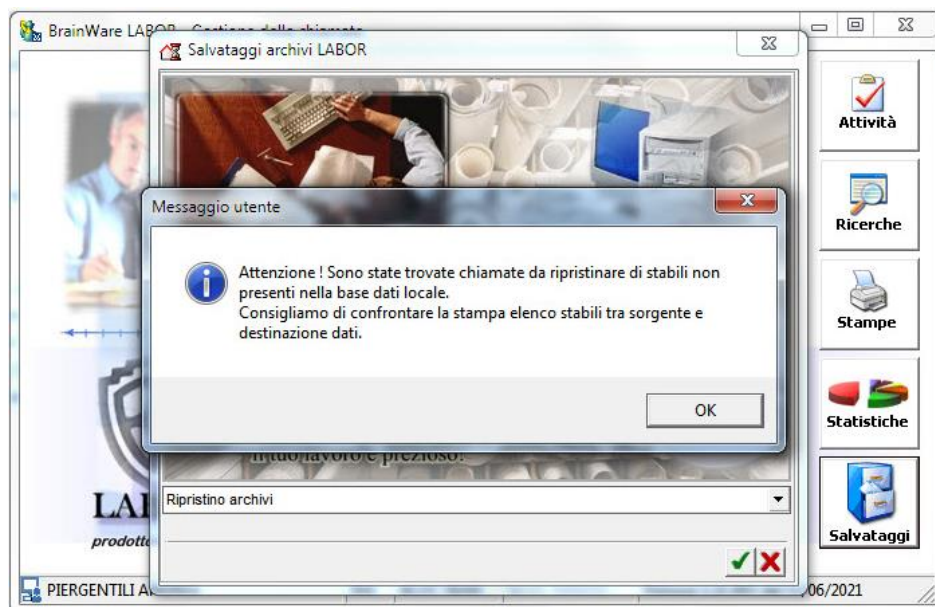 BrainWare LABOR - Gestione delle chiamate
Salvataggi archivi LABOR
Attività
Messaggio utente
Ricerche
Attenzione ! Sono state trovate chiamate da ripristinare di stabili non
presenti nella base dati locale.
Consigliamo di confrontare la stampa elenco stabili tra sorgente e
destinazione dati.
Stampe
OK
Statistiche
lavoro è prezioso!
Ripristino archivi
LAB
prodotto
Salvataggi
PIERGENTILI A
/06/2021